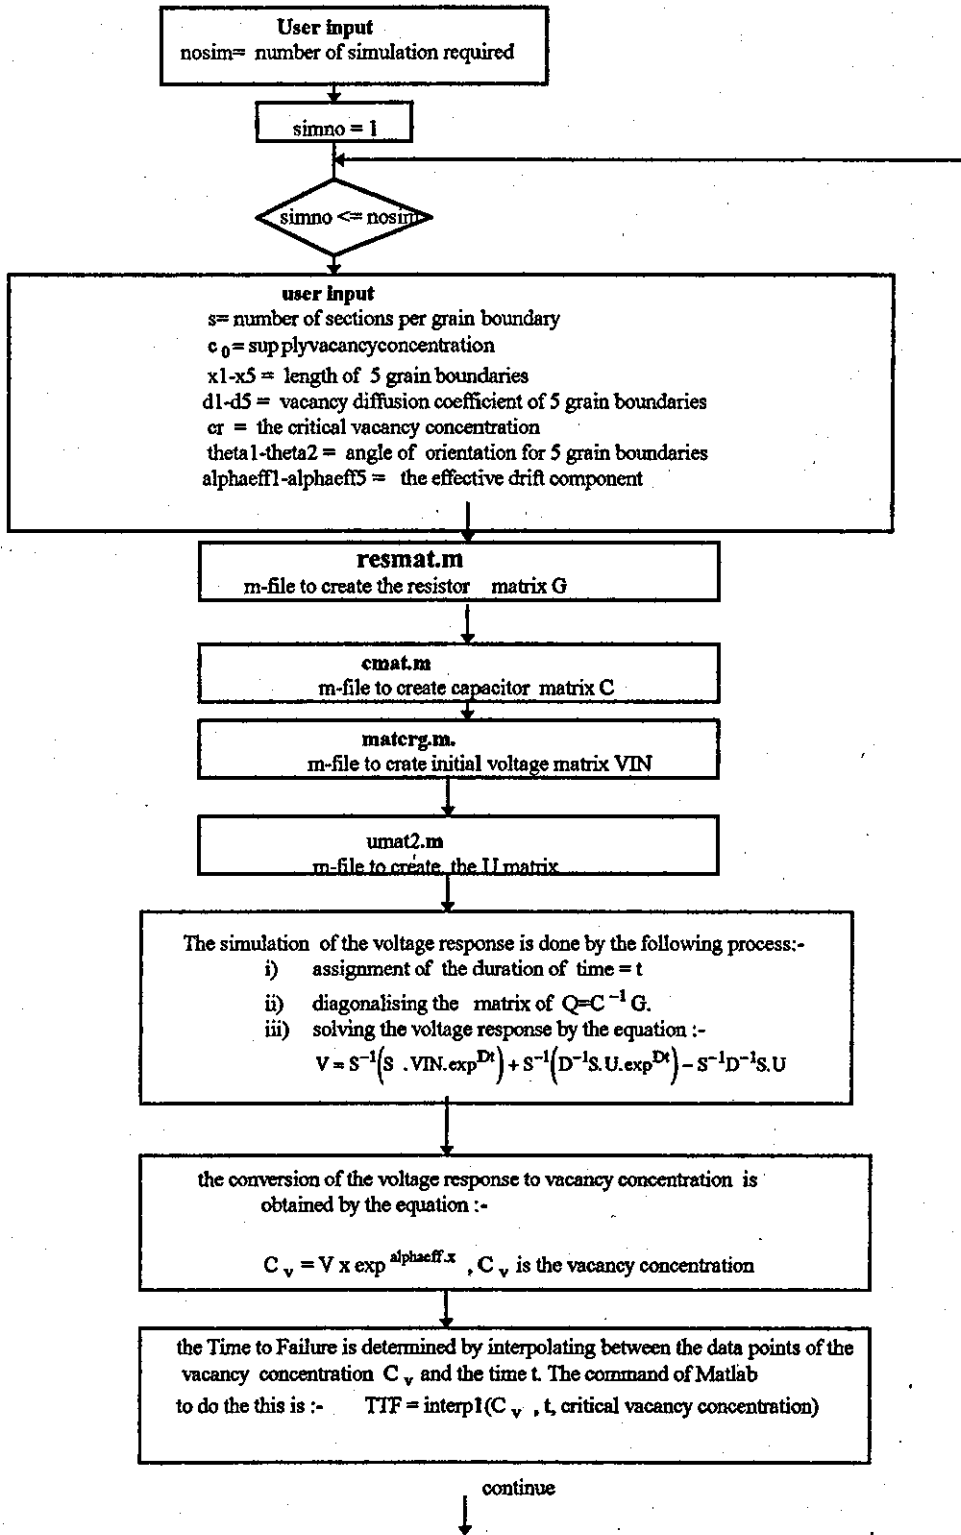 User input
nosim= number of simulation required
simno = 1
simno <= nosim
user input
s= number of sections per grain boundary
c 0 = supplyvacancyconcentration
x1-x5 = length of 5 grain boundaries
d1-d5 = vacancy diffusion coefficient of 5 grain boundaries
cr = the critical vacancy concentration
theta1-theta2 = angle of orientation for 5 grain boundaries
alphaeff1-alphaeff5 = the effective drift component
resmat.m
m-file to create the resistor matrix G
cmat.m
m-file to create capacitor matrix C
matcrg.m.
m-file to crate initial voltage matrix VIN
umat2.m
m-file to create the U matrix
The simulation of the voltage response is done by the following process:-
i) assignment of the duration of time = t
ii) diagonalising the matrix of Q=C⁻¹ G.
iii) solving the voltage response by the equation :-
V = S⁻¹(S .VIN.exp^Dt) + S⁻¹(D⁻¹S.U.exp^Dt) – S⁻¹D⁻¹S.U
the conversion of the voltage response to vacancy concentration is
obtained by the equation :-
C v = V x exp^alphaeff.x , C v is the vacancy concentration
the Time to Failure is determined by interpolating between the data points of the
vacancy concentration C v and the time t. The command of Matlab
to do the this is :- TTF = interp1(C v , t, critical vacancy concentration)
continue